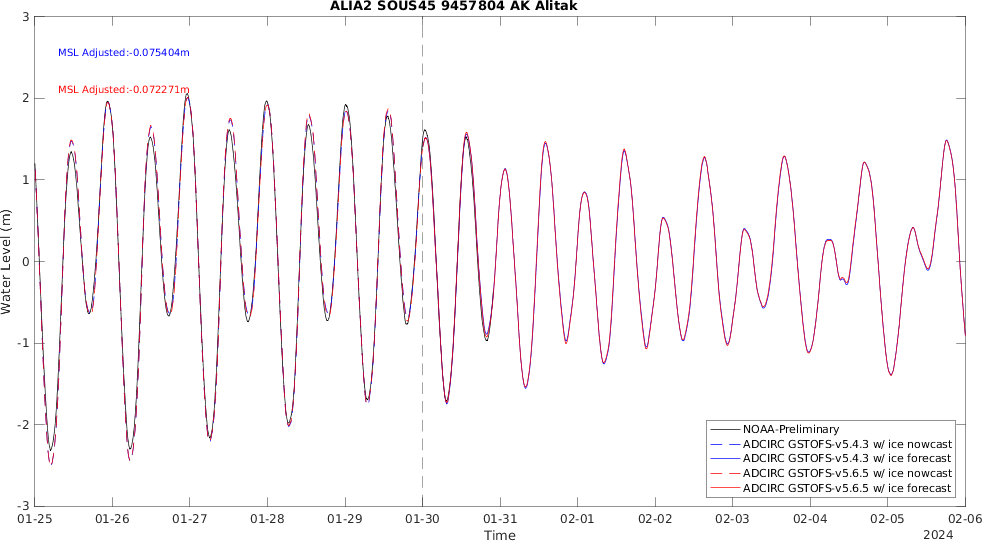 ALIA2 SOUS45 9457804 AK Alitak
MSL Adjusted:-0.075404m
MSL Adjusted:-0.072271m
Water Level (m)
3
2
1
0
-1
-2
-3
NOAA-Preliminary
ADCIRC GSTOFS-v5.4.3 w/ ice nowcast
ADCIRC GSTOFS-v5.4.3 w/ ice forecast
ADCIRC GSTOFS-v5.6.5 w/ ice nowcast
ADCIRC GSTOFS-v5.6.5 w/ ice forecast
01-25 01-26 01-27 01-28 01-29 01-30 01-31 02-01 02-02 02-03 02-04 02-05 02-06
Time
2024